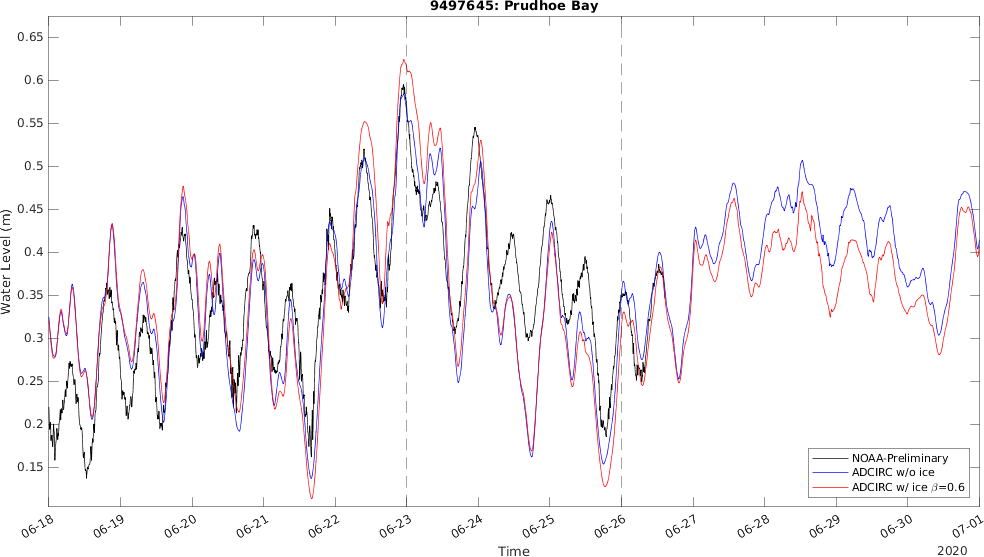 9497645: Prudhoe Bay
Water Level (m)
0.65
0.6
0.55
0.5
0.45
0.4
0.35
0.3
0.25
0.2
0.15
NOAA-Preliminary
ADCIRC w/o ice
ADCIRC w/ ice β=0.6
06-18 06-19 06-20 06-21 06-22 06-23 06-24 06-25 06-26 06-27 06-28 06-29 06-30 07-01
Time
2020